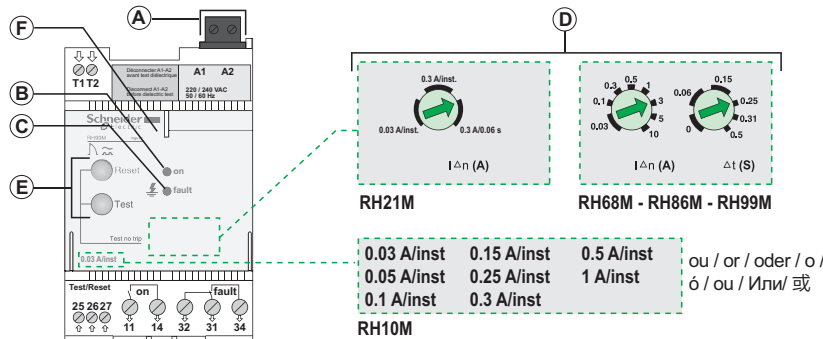 A
F
B
C
E
D
T1 T2
Déconnecter A1-A2
avant test diélectrique
Disconnect A1-A2
before dielectric test
A1 A2
220 / 240 VAC
50 / 60 Hz
Schneider
Electric
RH99M
Reset
Test
on
fault
Test no trip
0.03 A/inst
Test/Reset
on
fault
25 26 27
11 14 32 31 34
0.3 A/inst.
0.03 A/inst.
0.3 A/0.06 s
I△n (A)
RH21M
0.03
0.1
0.3
0.5
1
3
5
10
I△n (A)
0
0.06
0.15
0.25
0.31
0.5
△t (S)
RH68M - RH86M - RH99M
0.03 A/inst 0.15 A/inst 0.5 A/inst
0.05 A/inst 0.25 A/inst 1 A/inst
0.1 A/inst 0.3 A/inst
RH10M
ou / or / oder / o /
ó / ou / Или/ 或